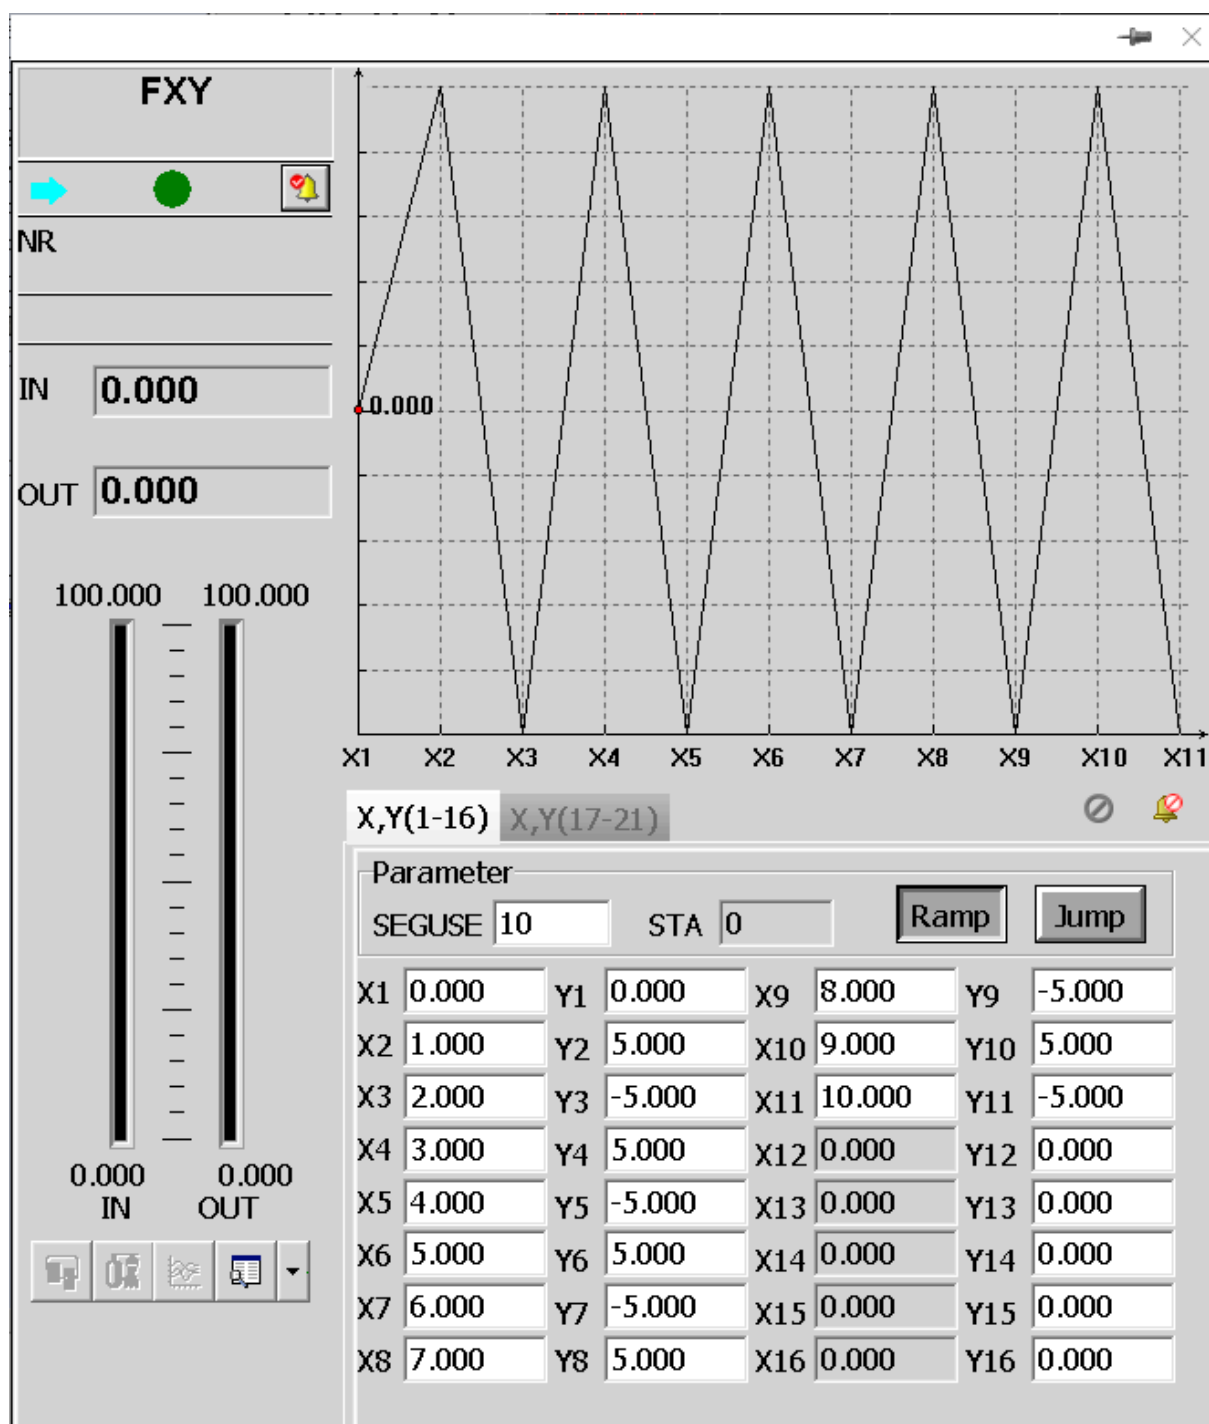 FXY
NR
IN 0.000
OUT 0.000
100.000 100.000
0.000 0.000
IN OUT
0.000
X1 X2 X3 X4 X5 X6 X7 X8 X9 X10 X11
X,Y(1-16) X,Y(17-21)
Parameter
SEGUSE 10 STA 0 Ramp Jump
X1 0.000 Y1 0.000 X9 8.000 Y9 -5.000
X2 1.000 Y2 5.000 X10 9.000 Y10 5.000
X3 2.000 Y3 -5.000 X11 10.000 Y11 -5.000
X4 3.000 Y4 5.000 X12 0.000 Y12 0.000
X5 4.000 Y5 -5.000 X13 0.000 Y13 0.000
X6 5.000 Y6 5.000 X14 0.000 Y14 0.000
X7 6.000 Y7 -5.000 X15 0.000 Y15 0.000
X8 7.000 Y8 5.000 X16 0.000 Y16 0.000